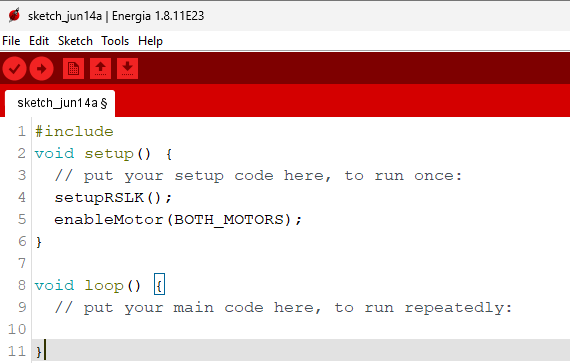 sketch_jun14a | Energia 1.8.11E23
File Edit Sketch Tools Help
sketch_jun14a §
1 #include
2 void setup() {
3   // put your setup code here, to run once:
4   setupRSLK();
5   enableMotor(BOTH_MOTORS);
6 }
7
8 void loop() {
9   // put your main code here, to run repeatedly:
10
11 }